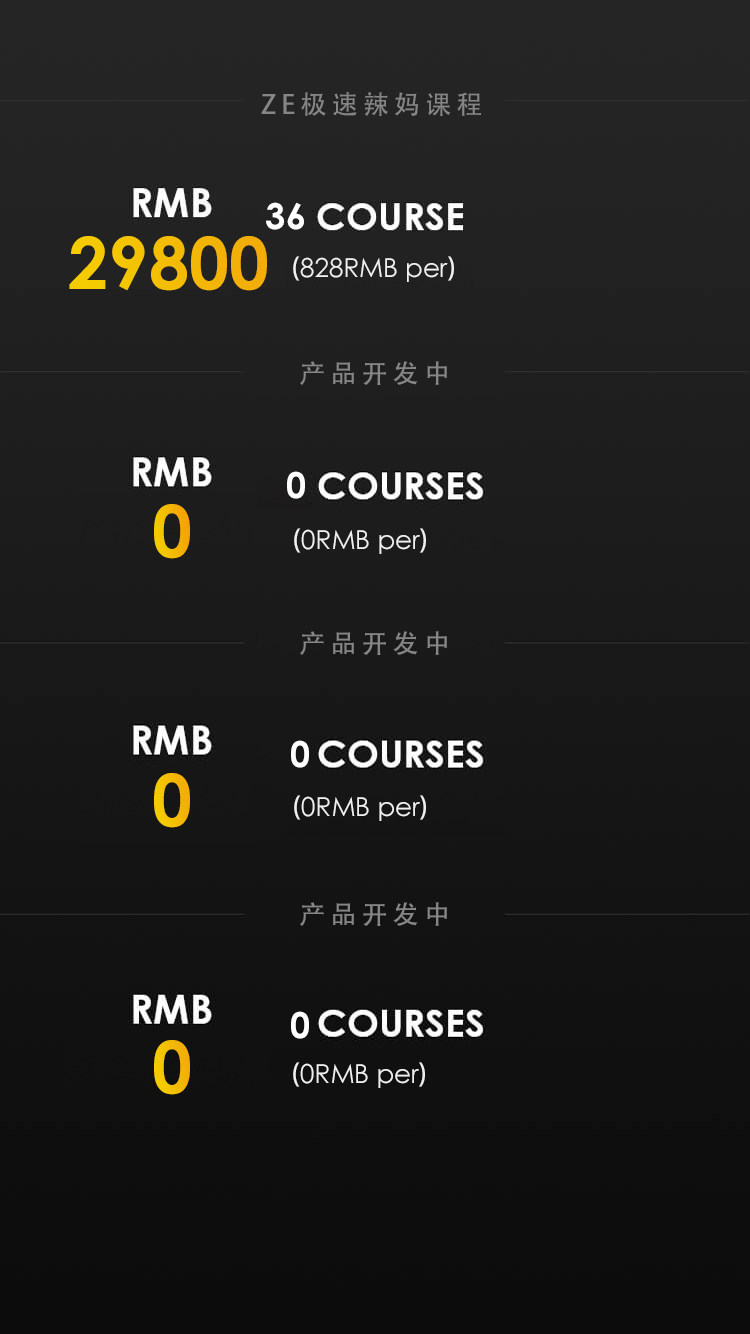 ZE极速辣妈课程
RMB
29800
36 COURSE
(828RMB per)
产品开发中
RMB
0
0 COURSES
(0RMB per)
产品开发中
RMB
0
0 COURSES
(0RMB per)
产品开发中
RMB
0
0 COURSES
(0RMB per)